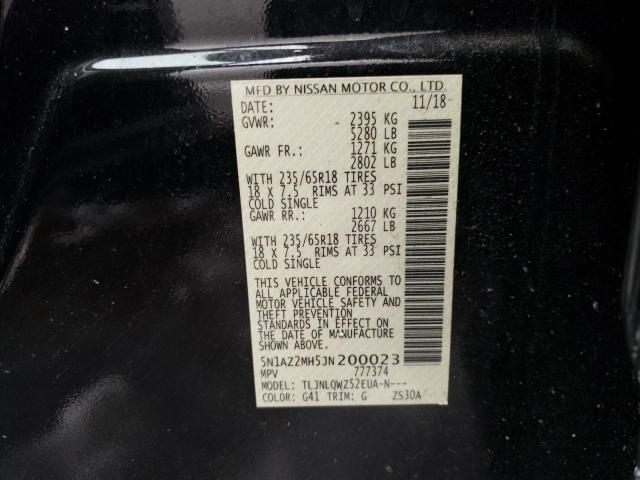 MFD BY NISSAN MOTOR CO., LTD.
DATE: 11/18
GVWR: 2395 KG
5280 LB
GAWR FR.: 1271 KG
2802 LB
WITH 235/65R18 TIRES
18 X 7.5 RIMS AT 33 PSI
COLD SINGLE
GAWR RR.: 1210 KG
2667 LB
WITH 235/65R18 TIRES
18 X 7.5 RIMS AT 33 PSI
COLD SINGLE
THIS VEHICLE CONFORMS TO
ALL APPLICABLE FEDERAL
MOTOR VEHICLE SAFETY AND
THEFT PREVENTION
STANDARDS IN EFFECT ON
THE DATE OF MANUFACTURE
SHOWN ABOVE.
5N1AZ2MH5JN200023
MPV 777374
MODEL: TLJNLQWZ52EUA-N---
COLOR: G41 TRIM: G ZS30A